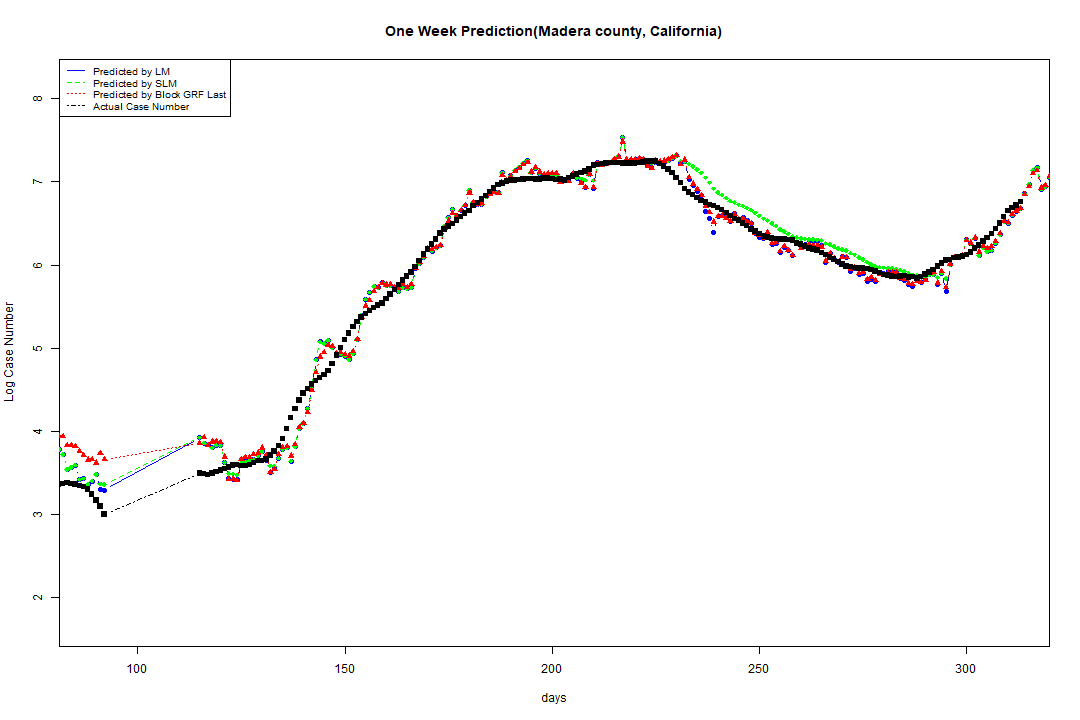 One Week Prediction(Madera county, California)
Predicted by LM
Predicted by SLM
Predicted by Block GRF Last
Actual Case Number
8
7
6
5
4
3
2
Log Case Number
100 150 200 250 300
days